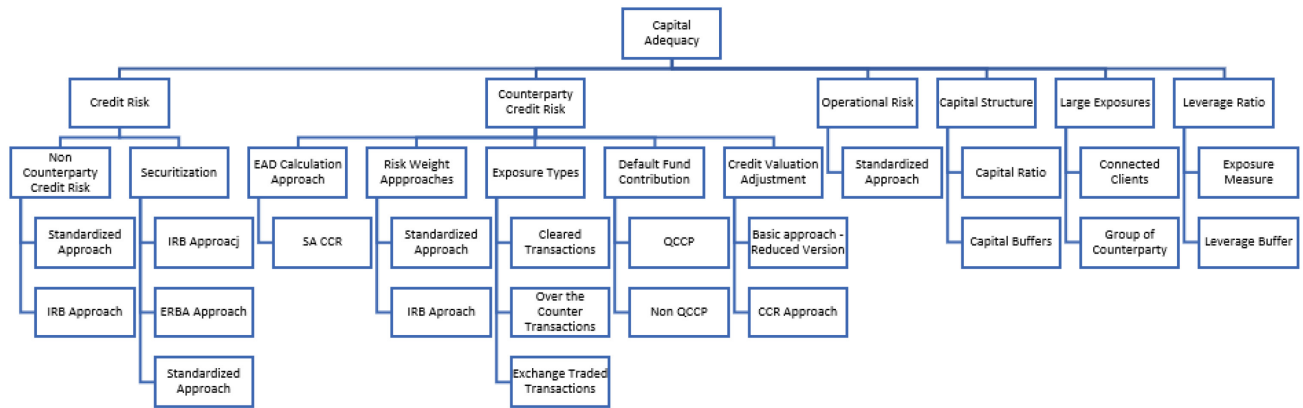 Capital
Adequacy
Credit Risk
Counterparty
Credit Risk
Operational Risk
Capital Structure
Large Exposures
Leverage Ratio
Non
Counterparty
Credit Risk
Securitization
EAD Calculation
Approach
Risk Weight
Appproaches
Exposure Types
Default Fund
Contribution
Credit Valuation
Adjustment
Standardized
Approach
Capital Ratio
Connected
Clients
Exposure
Measure
Standardized
Approach
IRB Approacj
SA CCR
Standardized
Approach
Cleared
Transactions
QCCP
Basic approach -
Reduced Version
Capital Buffers
Group of
Counterparty
Leverage Buffer
IRB Approach
ERBA Approach
IRB Aproach
Over the
Counter
Transactions
Non QCCP
CCR Approach
Standardized
Approach
Exchange Traded
Transactions